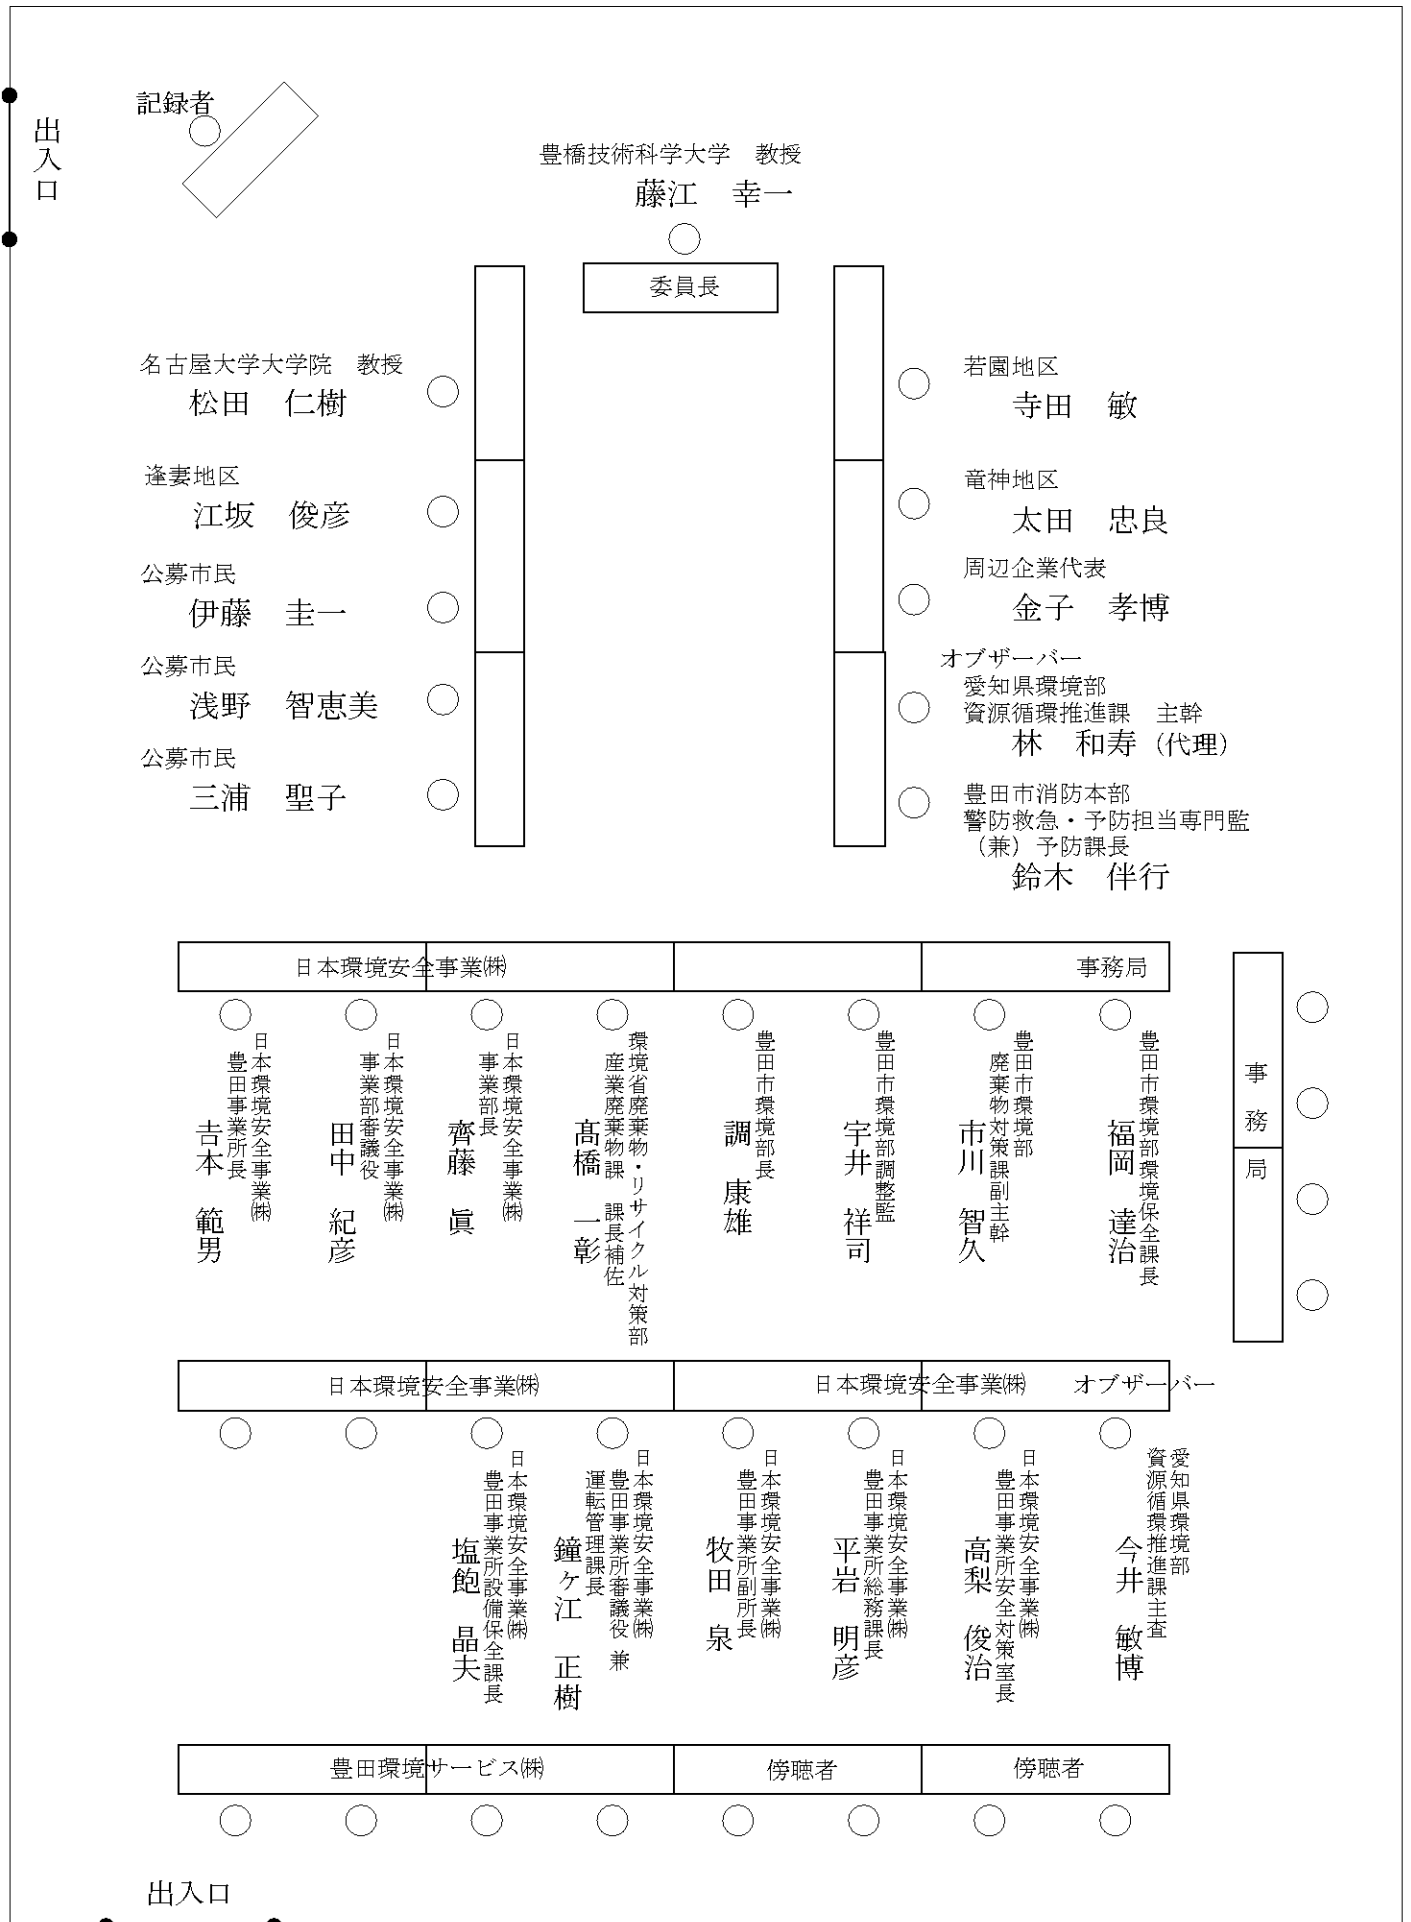 記録者
出入口
豊橋技術科学大学　教授
藤江　幸一
委員長
名古屋大学大学院　教授
松田　仁樹
逢妻地区
江坂　俊彦
公募市民
伊藤　圭一
公募市民
浅野　智恵美
公募市民
三浦　聖子
若園地区
寺田　敏
竜神地区
太田　忠良
周辺企業代表
金子　孝博
オブザーバー
愛知県環境部
資源循環推進課　主幹
林　和寿（代理）
豊田市消防本部
警防救急・予防担当専門監
（兼）予防課長
鈴木　伴行
日本環境安全事業㈱
事務局
日本環境安全事業㈱
豊田事業所長
𠮷本　範男
日本環境安全事業㈱
事業部審議役
田中　紀彦
日本環境安全事業㈱
事業部長
齊藤　眞
環境省廃棄物・リサイクル対策部
産業廃棄物課　課長補佐
髙橋　一彰
豊田市環境部長
調　康雄
豊田市環境部調整監
宇井　祥司
豊田市環境部
廃棄物対策課副主幹
市川　智久
豊田市環境部環境保全課長
福岡　達治
事務局
日本環境安全事業㈱
日本環境安全事業㈱
オブザーバー
日本環境安全事業㈱
豊田事業所設備保全課長
塩飽　晶夫
日本環境安全事業㈱
豊田事業所審議役　兼
運転管理課長
鐘ヶ江　正樹
日本環境安全事業㈱
豊田事業所副所長
牧田　泉
日本環境安全事業㈱
豊田事業所総務課長
平岩　明彦
日本環境安全事業㈱
豊田事業所安全対策室長
高梨　俊治
愛知県環境部
資源循環推進課主査
今井　敏博
豊田環境サービス㈱
傍聴者
傍聴者
出入口